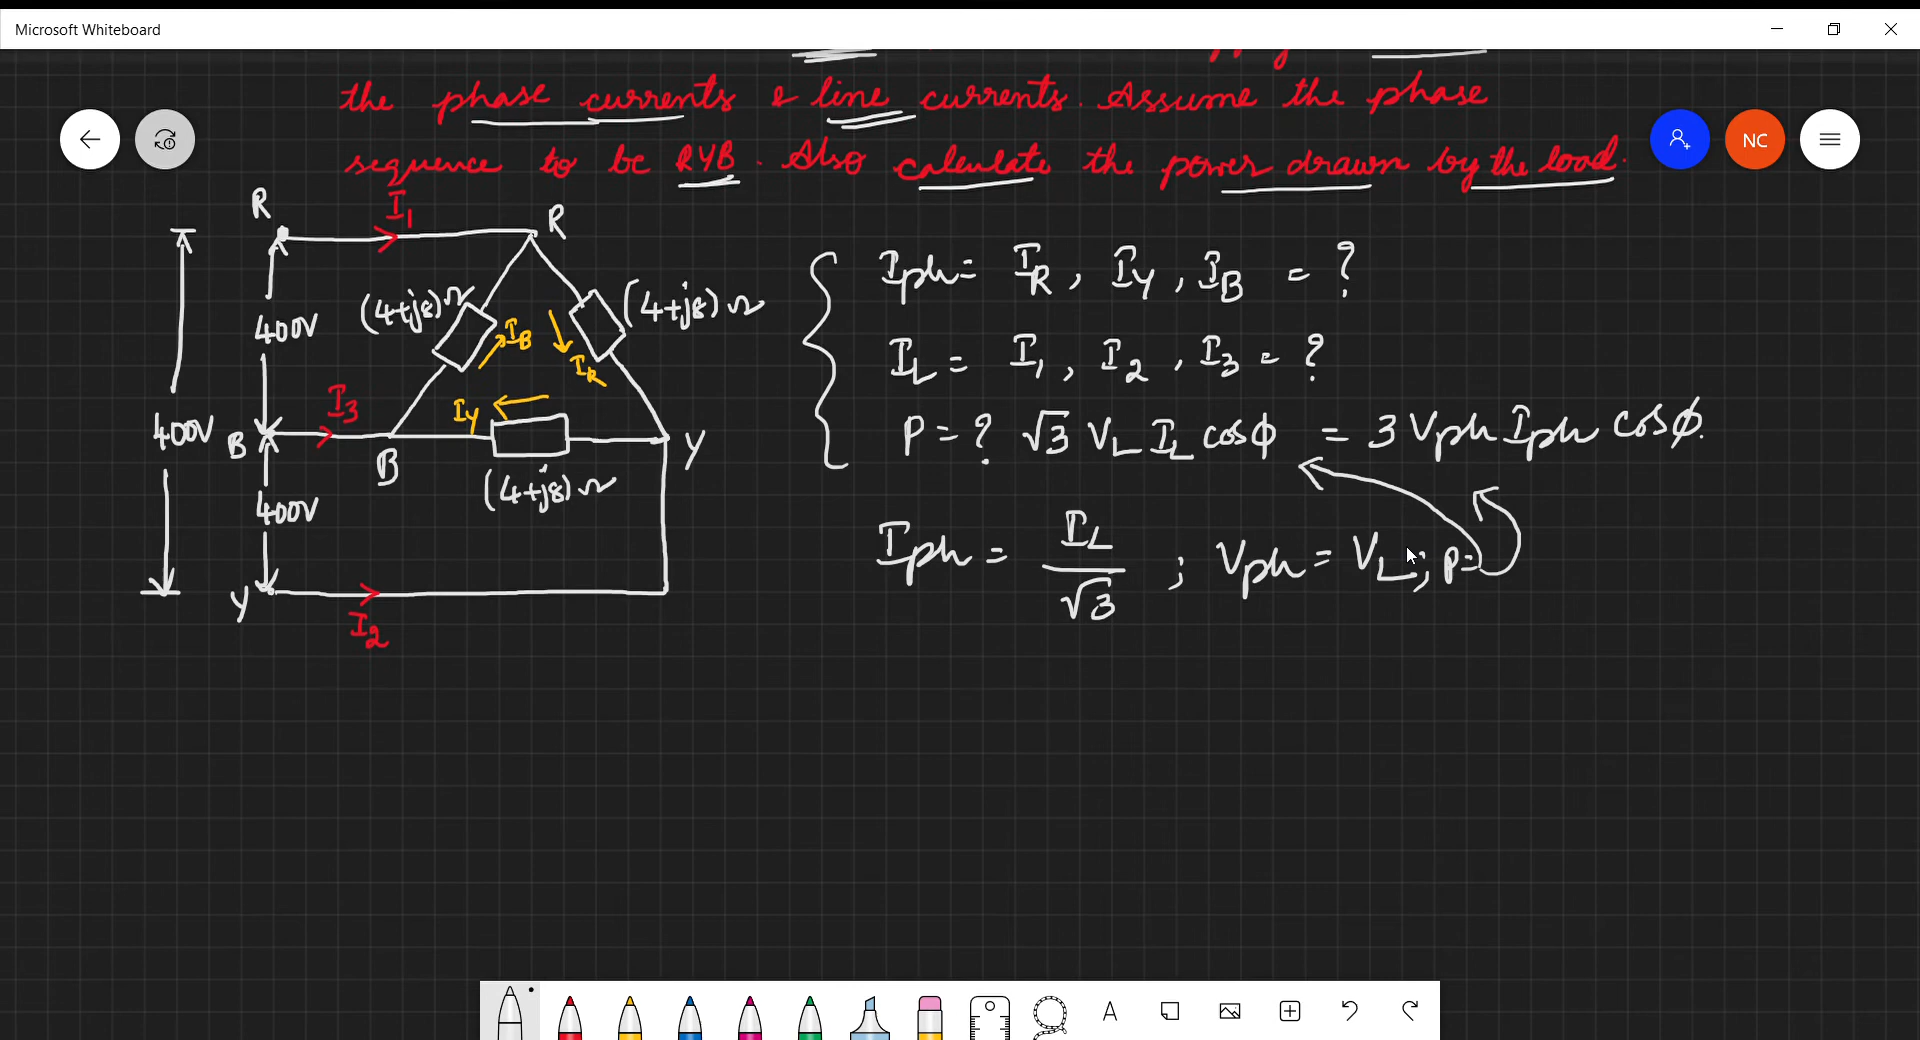 Microsoft Whiteboard
the phase currents & line currents. Assume the phase
sequence to be RYB. Also calculate the power drawn by the load.
NC
R
I1
R
400V
(4+j8)Ω
IB
(4+j8)Ω
IR
400V
B
I3
B
IY
Y
(4+j8)Ω
400V
Y
I2
Iph = IR, IY, IB = ?
IL = I1, I2, I3 = ?
P = ? √3 VL IL cosφ = 3 Vph Iph cosφ.
Iph = IL/√3 ; Vph = VL; P=
A